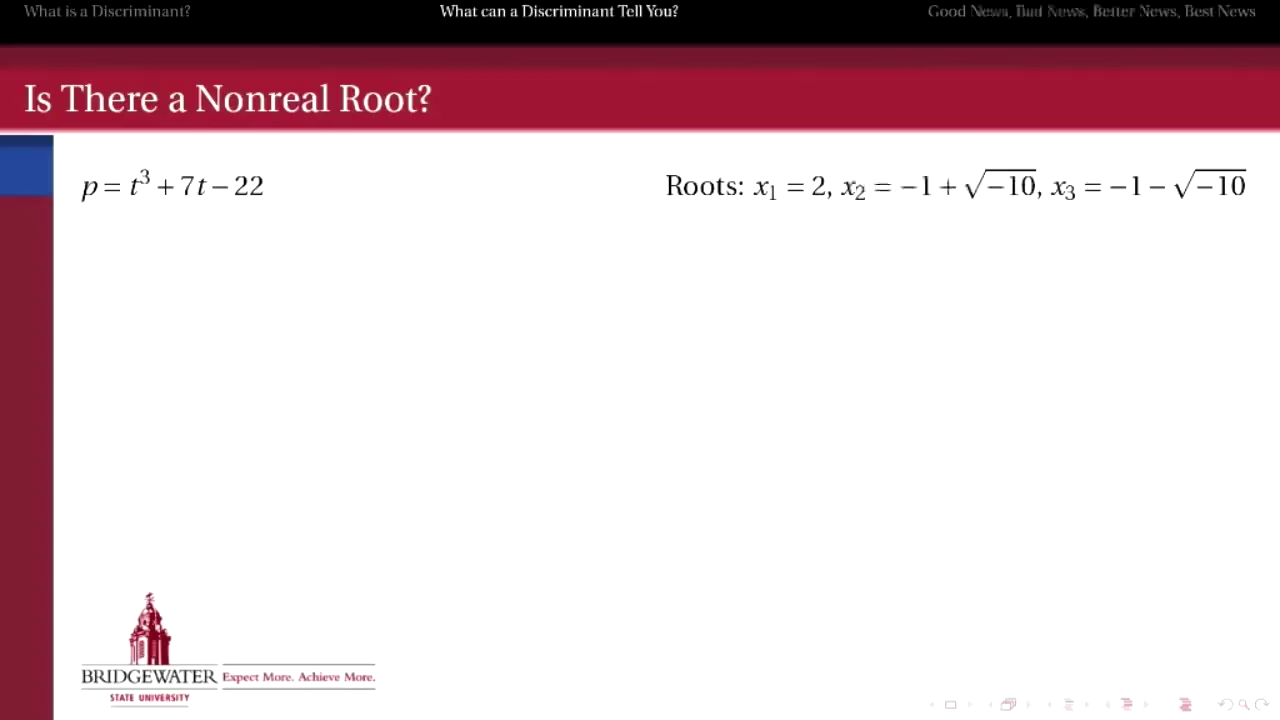 What is a Discriminant? What can a Discriminant Tell You? Good News, Bad News, Better News, Best News
Is There a Nonreal Root?
p = t³ + 7t − 22 Roots: x₁ = 2, x₂ = −1 + √−10, x₃ = −1 − √−10
BRIDGEWATER Expect More. Achieve More.
STATE UNIVERSITY